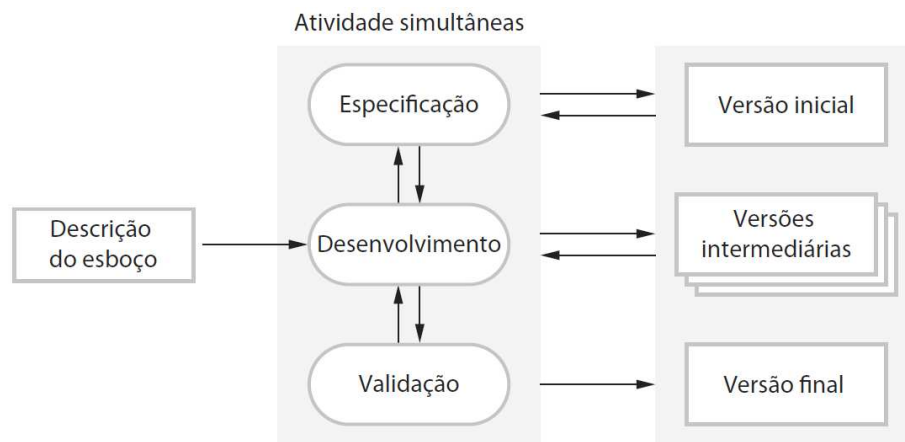 Atividade simultâneas
Especificação
Versão inicial
Descrição
do esboço
Desenvolvimento
Versões
intermediárias
Validação
Versão final